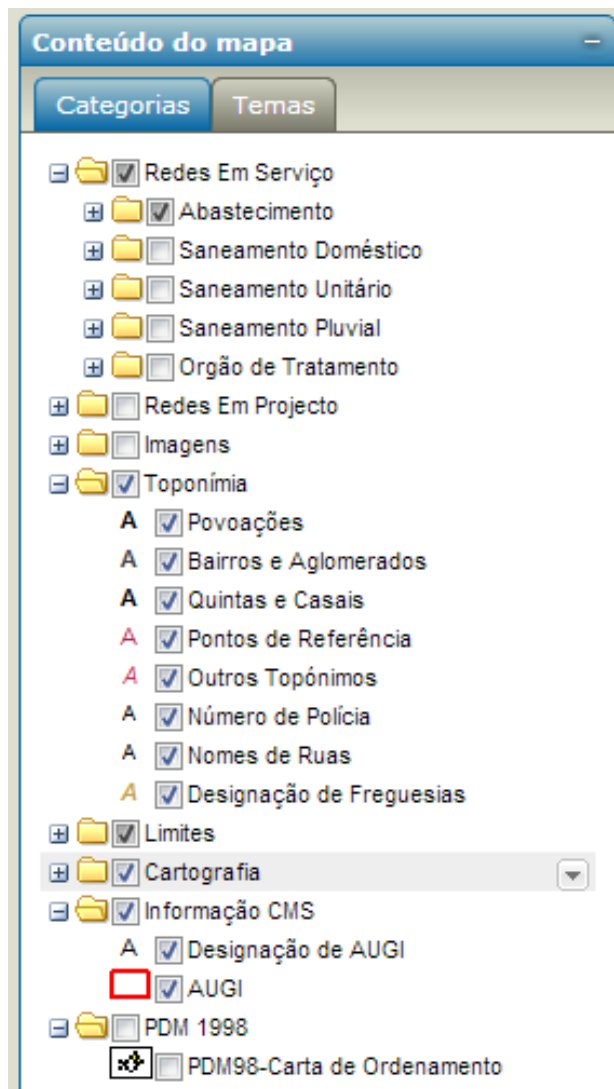 Conteúdo do mapa
Categorias Temas
Redes Em Serviço
Abastecimento
Saneamento Doméstico
Saneamento Unitário
Saneamento Pluvial
Orgão de Tratamento
Redes Em Projecto
Imagens
Toponímia
A Povoações
A Bairros e Aglomerados
A Quintas e Casais
A Pontos de Referência
A Outros Topónimos
A Número de Polícia
A Nomes de Ruas
A Designação de Freguesias
Limites
Cartografia
Informação CMS
A Designação de AUGI
AUGI
PDM 1998
PDM98-Carta de Ordenamento